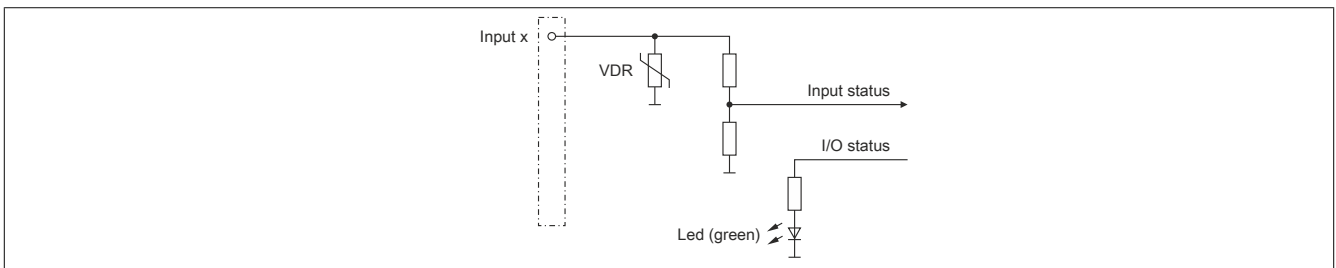 Input x
VDR
Input status
I/O status
Led (green)